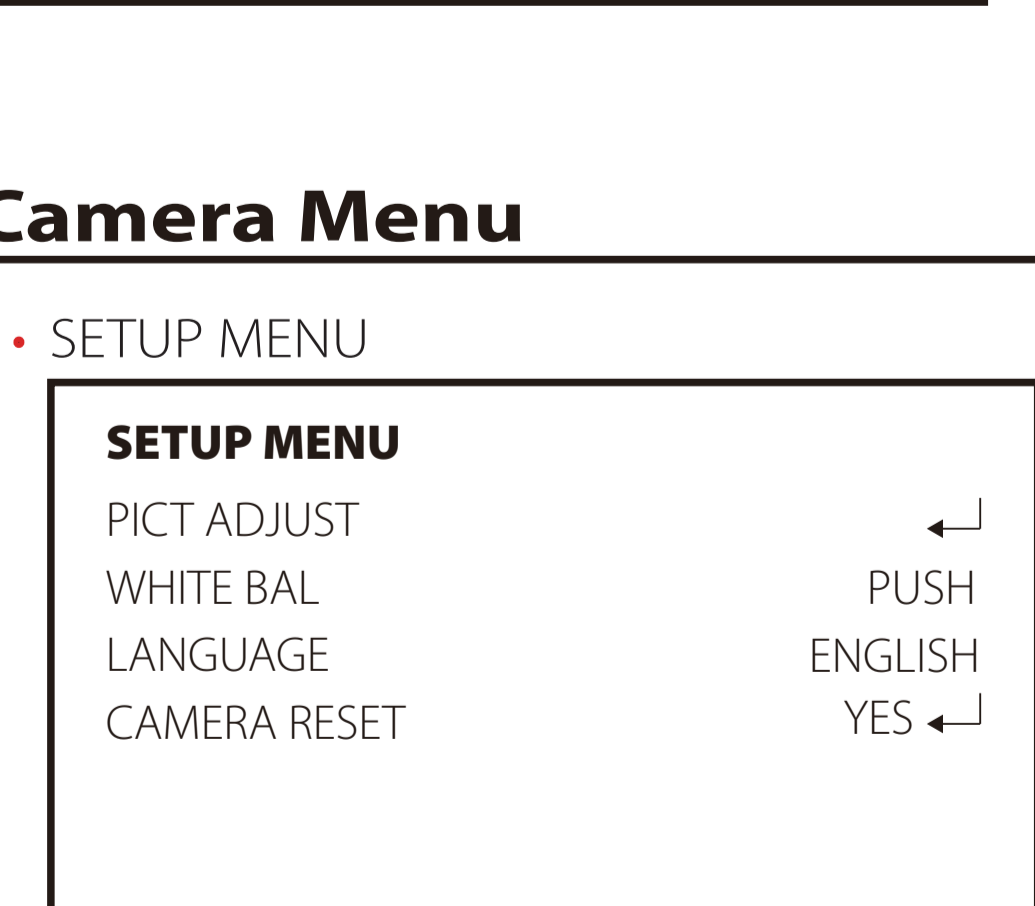 Camera Menu
• SETUP MENU
SETUP MENU
PICT ADJUST ↵
WHITE BAL PUSH
LANGUAGE ENGLISH
CAMERA RESET YES ↵